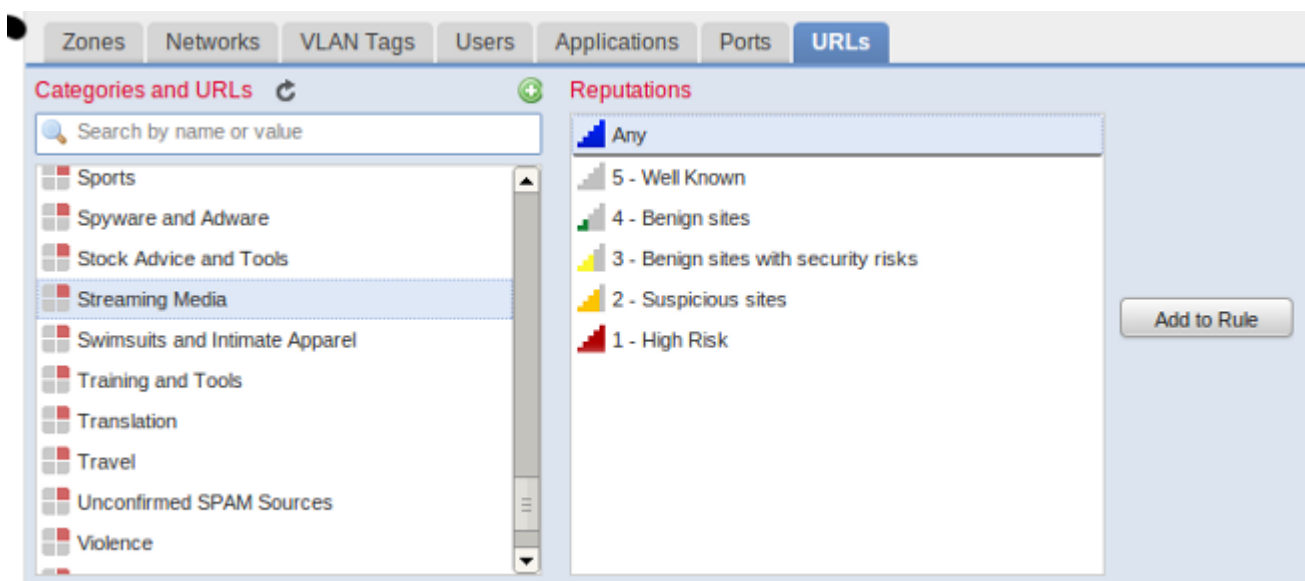 Zones Networks VLAN Tags Users Applications Ports URLs
Categories and URLs
Search by name or value
Sports
Spyware and Adware
Stock Advice and Tools
Streaming Media
Swimsuits and Intimate Apparel
Training and Tools
Translation
Travel
Unconfirmed SPAM Sources
Violence
Reputations
Any
5 - Well Known
4 - Benign sites
3 - Benign sites with security risks
2 - Suspicious sites
1 - High Risk
Add to Rule